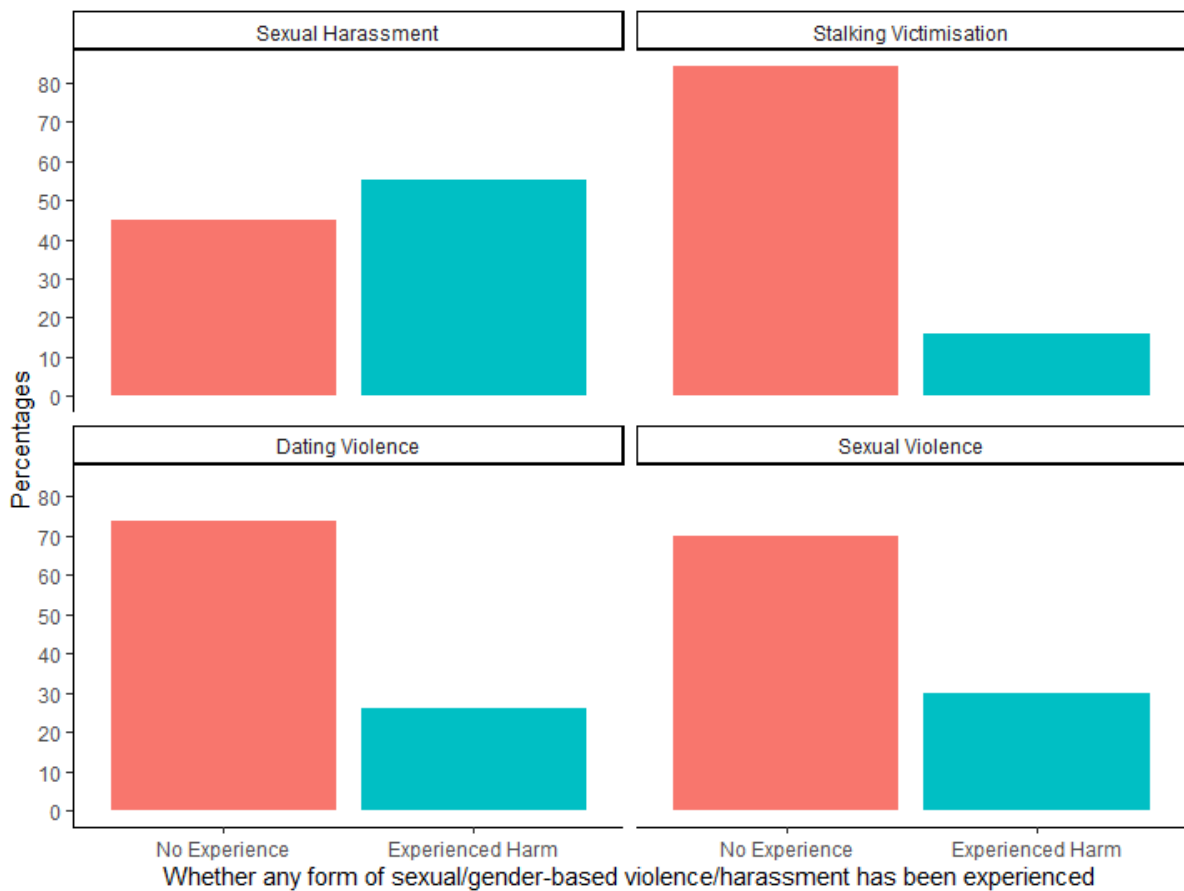 Sexual Harassment
Stalking Victimisation
80
70
60
50
40
30
20
10
0
Dating Violence
Sexual Violence
80
70
60
50
40
30
20
10
0
Percentages
No Experience
Experienced Harm
No Experience
Experienced Harm
Whether any form of sexual/gender-based violence/harassment has been experienced